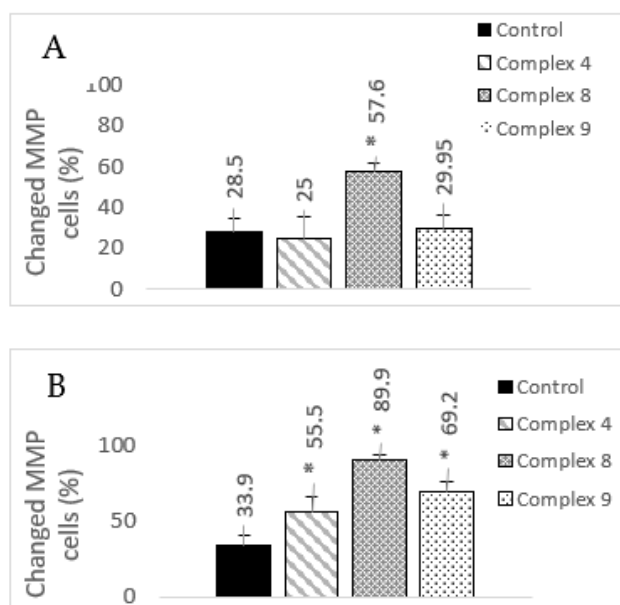 A
Control
Complex 4
Complex 8
Complex 9
Changed MMP
cells (%)
100
80
60
40
20
0
28.5
25
* 57.6
29.95
B
Control
Complex 4
Complex 8
Complex 9
Changed MMP
cells (%)
100
50
0
33.9
* 55.5
* 89.9
* 69.2